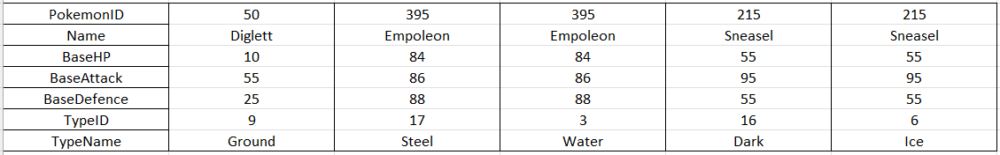 PokemonID 50 395 395 215 215
Name Diglett Empoleon Empoleon Sneasel Sneasel
BaseHP 10 84 84 55 55
BaseAttack 55 86 86 95 95
BaseDefence 25 88 88 55 55
TypeID 9 17 3 16 6
TypeName Ground Steel Water Dark Ice